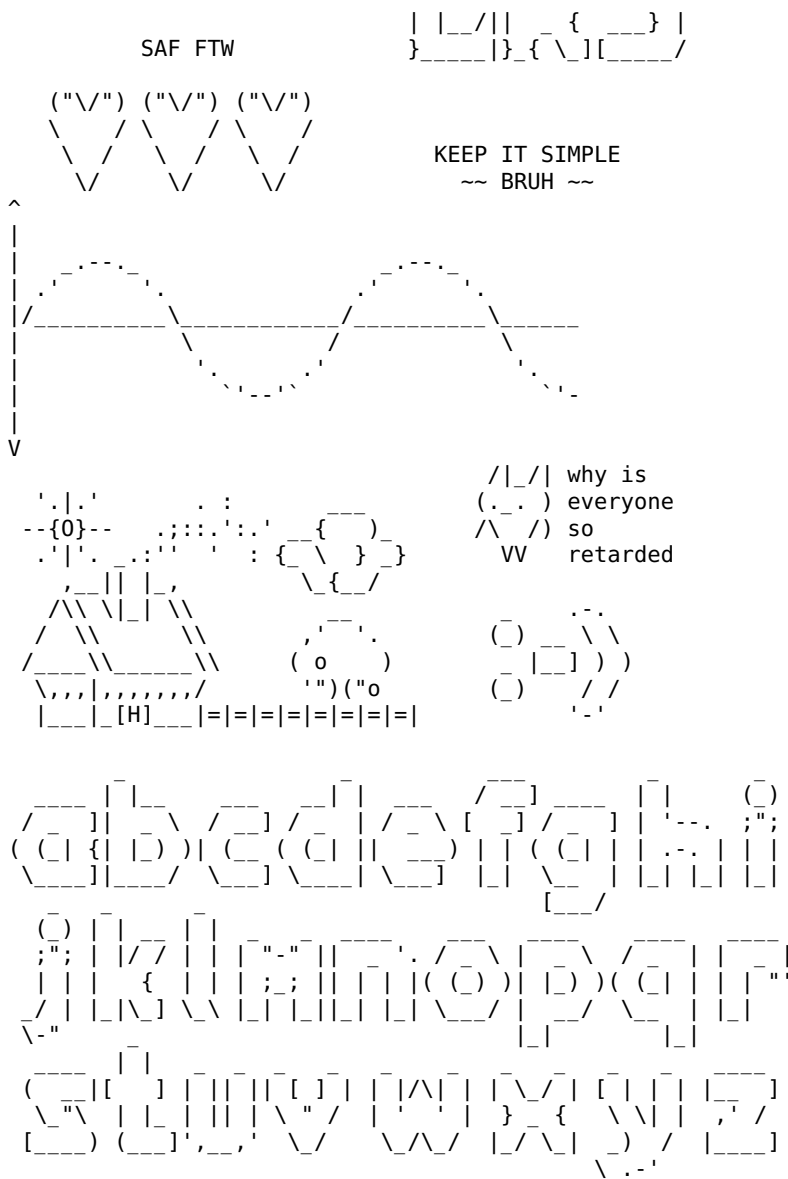 SAF FTW
KEEP IT SIMPLE
~~ BRUH ~~
why is
everyone
so
retarded
abcdefghi
jklmnopqr
stuvwxyz